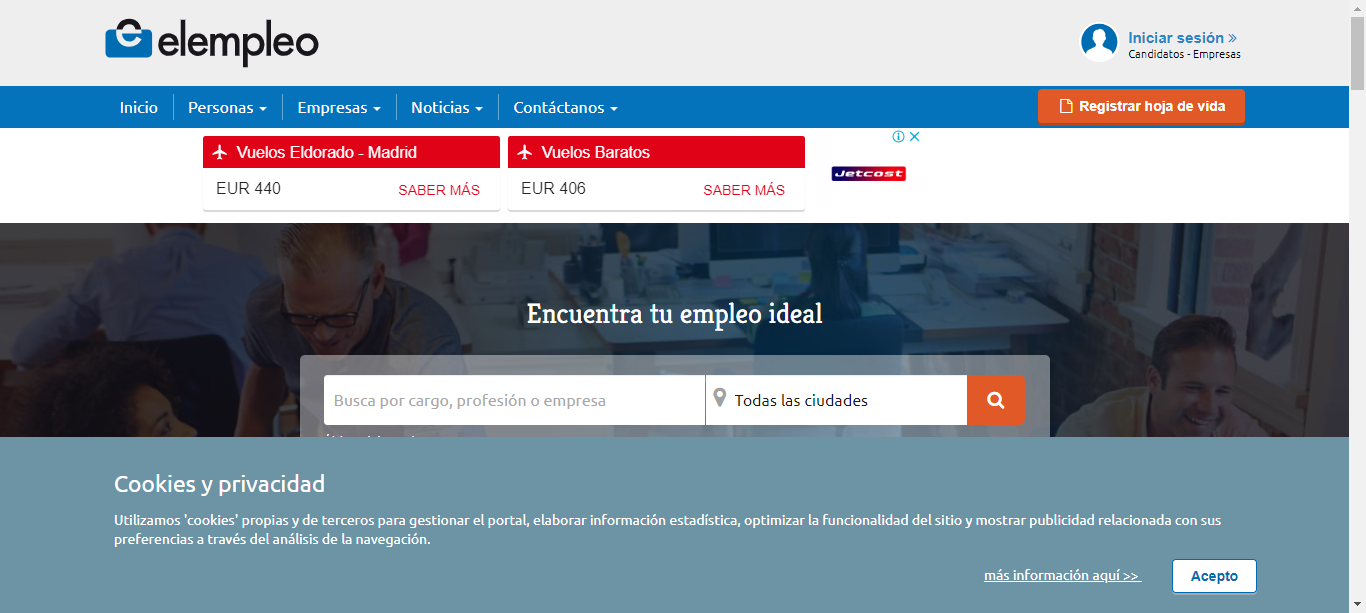 elempleo
Iniciar sesión »
Candidatos - Empresas
Inicio
Personas
Empresas
Noticias
Contáctanos
Registrar hoja de vida
Vuelos Eldorado - Madrid
EUR 440
SABER MÁS
Vuelos Baratos
EUR 406
SABER MÁS
Jetcost
Encuentra tu empleo ideal
Busca por cargo, profesión o empresa
Todas las ciudades
Cookies y privacidad
Utilizamos 'cookies' propias y de terceros para gestionar el portal, elaborar información estadística, optimizar la funcionalidad del sitio y mostrar publicidad relacionada con sus
preferencias a través del análisis de la navegación.
más información aquí >>
Acepto